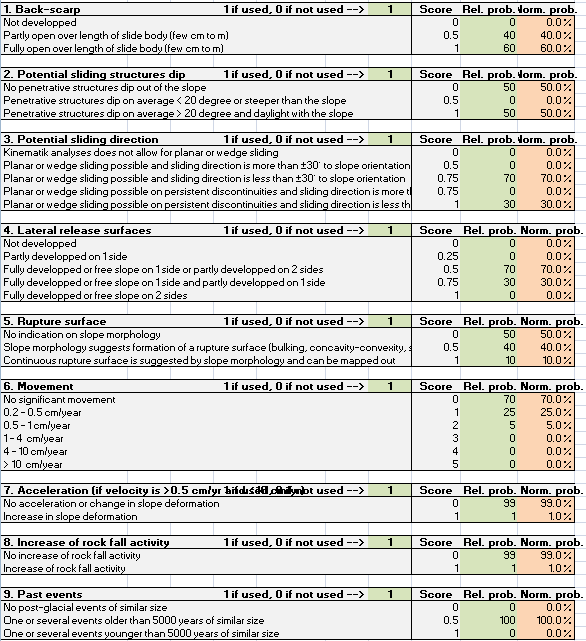 1. Back-scarp 1 if used, 0 if not used --> 1 Score Rel. prob. Norm. prob.
Not developped 0 0 0.0%
Partly open over length of slide body (few cm to m) 0.5 40 40.0%
Fully open over length of slide body (few cm to m) 1 60 60.0%
2. Potential sliding structures dip 1 if used, 0 if not used --> 1 Score Rel. prob. Norm. prob.
No penetrative structures dip out of the slope 0 50 50.0%
Penetrative structures dip on average < 20 degree or steeper than the slope 0.5 0 0.0%
Penetrative structures dip on average > 20 degree and daylight with the slope 1 50 50.0%
3. Potential sliding direction 1 if used, 0 if not used --> 1 Score Rel. prob. Norm. prob.
Kinematik analyses does not allow for planar or wedge sliding 0 0 0.0%
Planar or wedge sliding possible and sliding direction is more than ±30° to slope orientation 0.5 0 0.0%
Planar or wedge sliding possible and sliding direction is less than ±30° to slope orientation 0.75 70 70.0%
Planar or wedge sliding possible on persistent discontinuities and sliding direction is more 0.75 0 0.0%
Planar or wedge sliding possible on persistent discontinuities and sliding direction is less 1 30 30.0%
4. Lateral release surfaces 1 if used, 0 if not used --> 1 Score Rel. prob. Norm. prob.
Not developped 0 0 0.0%
Partly developped on 1 side 0.25 0 0.0%
Fully developped or free slope on 1 side or partly developped on 2 sides 0.5 70 70.0%
Fully developped or free slope on 1 side and partly developped on 1 side 0.75 30 30.0%
Fully developped or free slope on 2 sides 1 0 0.0%
5. Rupture surface 1 if used, 0 if not used --> 1 Score Rel. prob. Norm. prob.
No indication on slope morphology 0 50 50.0%
Slope morphology suggests formation of a rupture surface (bulking, concavity-convexity, 0.5 40 40.0%
Continuous rupture surface is suggested by slope morphology and can be mapped out 1 10 10.0%
6. Movement 1 if used, 0 if not used --> 1 Score Rel. prob. Norm. prob.
No significant movement 0 70 70.0%
0.2 - 0.5 cm/year 1 25 25.0%
0.5 - 1 cm/year 2 5 5.0%
1 - 4 cm/year 3 0 0.0%
4 - 10 cm/year 4 0 0.0%
> 10 cm/year 5 0 0.0%
7. Acceleration (if velocity is >0.5 cm/yr not used --> 1 Score Rel. prob. Norm. prob.
No acceleration or change in slope deformation 0 99 99.0%
Increase in slope deformation 1 1 1.0%
8. Increase of rock fall activity 1 if used, 0 if not used --> 1 Score Rel. prob. Norm. prob.
No increase of rock fall activity 0 99 99.0%
Increase of rock fall activity 1 1 1.0%
9. Past events 1 if used, 0 if not used --> 1 Score Rel. prob. Norm. prob.
No post-glacial events of similar size 0 0 0.0%
One or several events older than 5000 years of similar size 0.5 100 100.0%
One or several events younger than 5000 years of similar size 1 0 0.0%